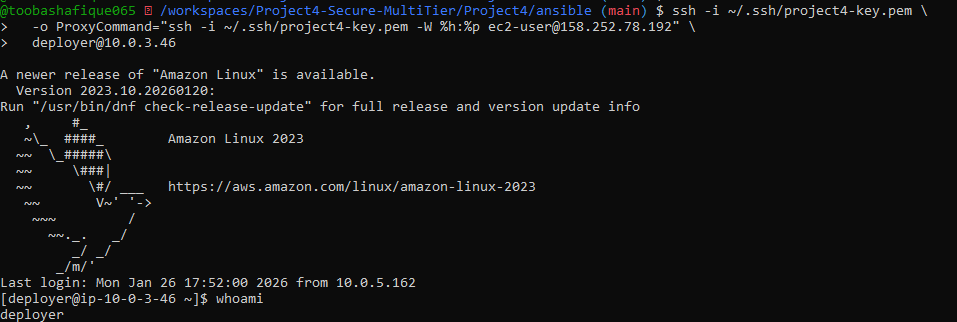 @toobashafique065 /workspaces/Project4-Secure-MultiTier/Project4/ansible (main) $ ssh -i ~/.ssh/project4-key.pem \
>   -o ProxyCommand="ssh -i ~/.ssh/project4-key.pem -W %h:%p ec2-user@158.252.78.192" \
>   deployer@10.0.3.46
A newer release of "Amazon Linux" is available.
  Version 2023.10.20260120:
Run "/usr/bin/dnf check-release-update" for full release and version update info
   ,     #_
   ~\_  ####_        Amazon Linux 2023
  ~~  \_#####\
  ~~     \###|
  ~~       \#/ ___   https://aws.amazon.com/linux/amazon-linux-2023
   ~~       V~' '->
    ~~~         /
      ~~._.   _/
         _/ _/
       _/m/'
Last login: Mon Jan 26 17:52:00 2026 from 10.0.5.162
[deployer@ip-10-0-3-46 ~]$ whoami
deployer